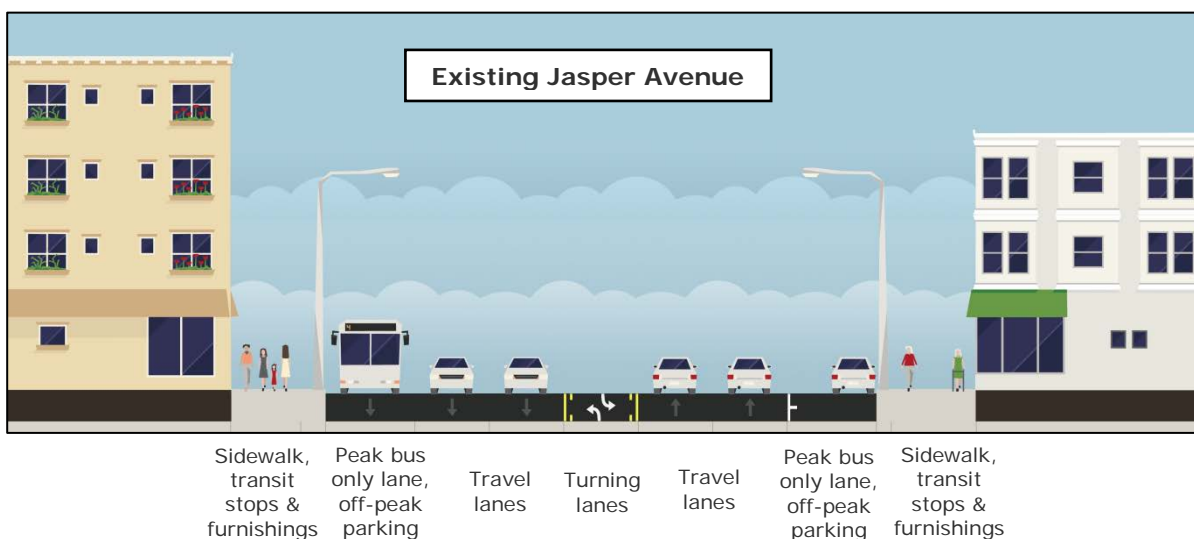 Existing Jasper Avenue
Sidewalk,
transit
stops &
furnishings
Peak bus
only lane,
off-peak
parking
Travel
lanes
Turning
lanes
Travel
lanes
Peak bus
only lane,
off-peak
parking
Sidewalk,
transit
stops &
furnishings